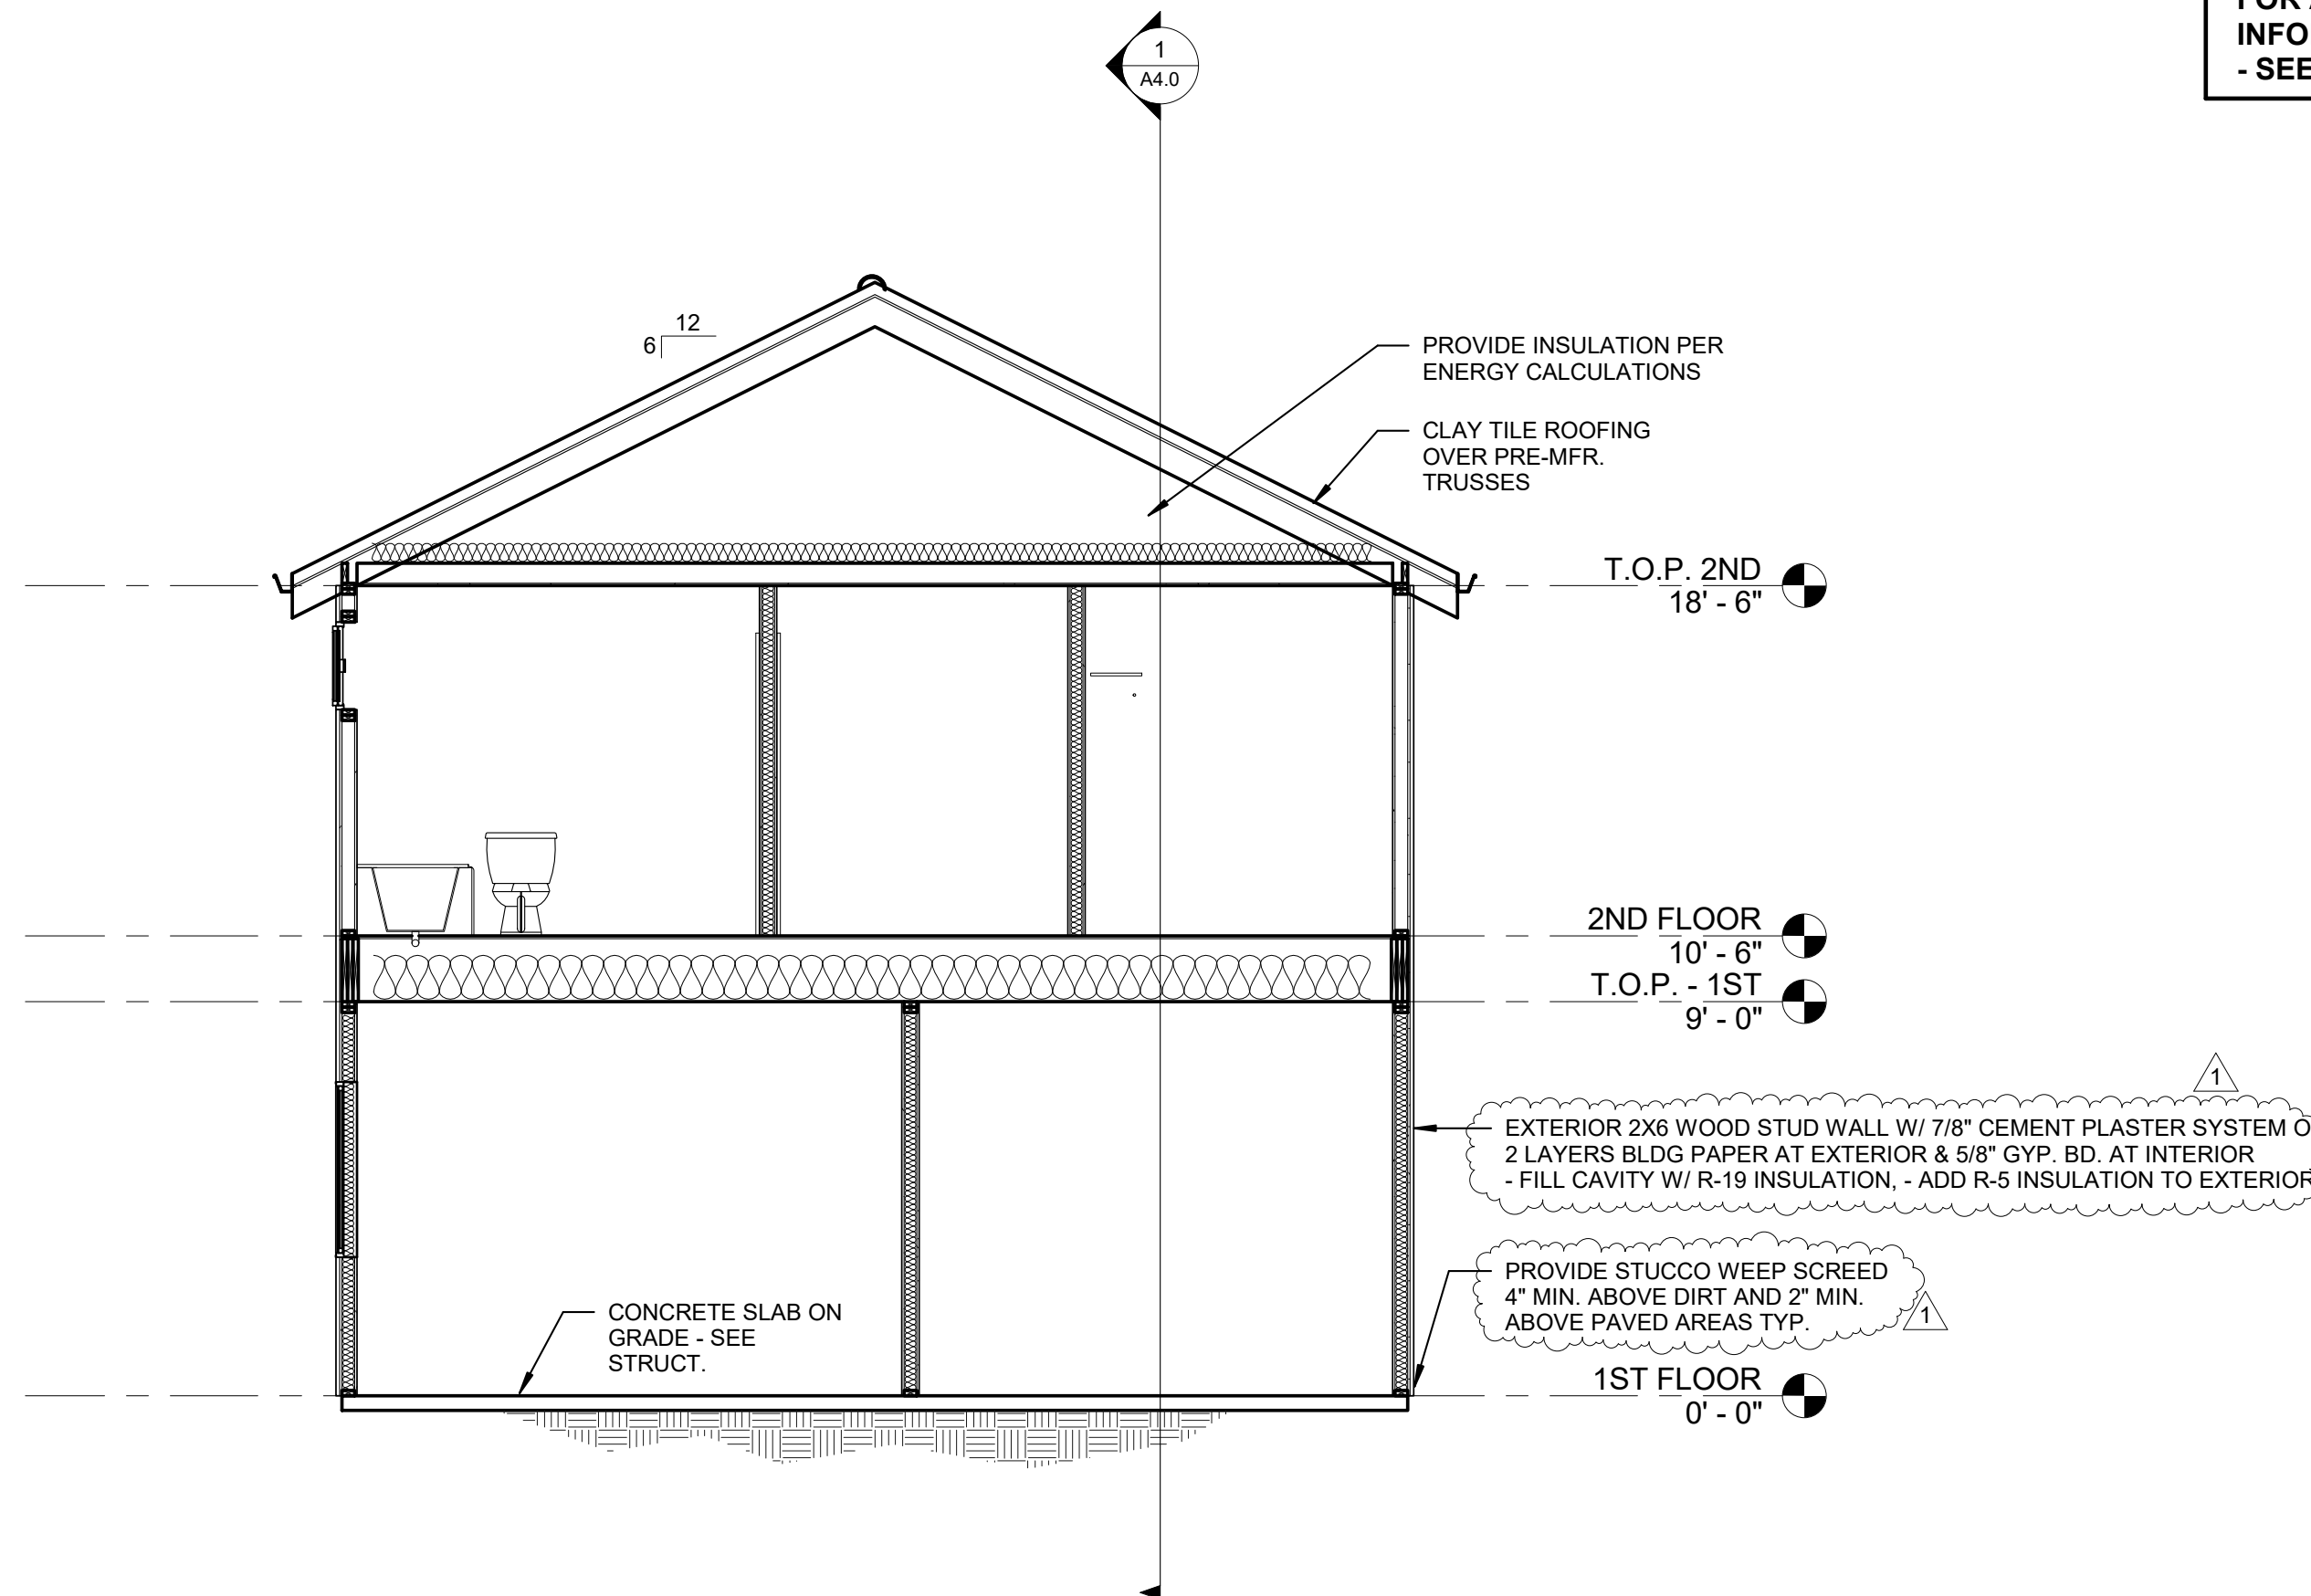 FOR
INFO
- SEE
1
A4.0
12
6
PROVIDE INSULATION PER
ENERGY CALCULATIONS
CLAY TILE ROOFING
OVER PRE-MFR.
TRUSSES
T.O.P. 2ND
18' - 6"
2ND FLOOR
10' - 6"
T.O.P. - 1ST
9' - 0"
1
EXTERIOR 2X6 WOOD STUD WALL W/ 7/8" CEMENT PLASTER SYSTEM
2 LAYERS BLDG PAPER AT EXTERIOR & 5/8" GYP. BD. AT INTERIOR
- FILL CAVITY W/ R-19 INSULATION, - ADD R-5 INSULATION TO EXTERIOR
PROVIDE STUCCO WEEP SCREED
4" MIN. ABOVE DIRT AND 2" MIN.
ABOVE PAVED AREAS TYP.
1
CONCRETE SLAB ON
GRADE - SEE
STRUCT.
1ST FLOOR
0' - 0"